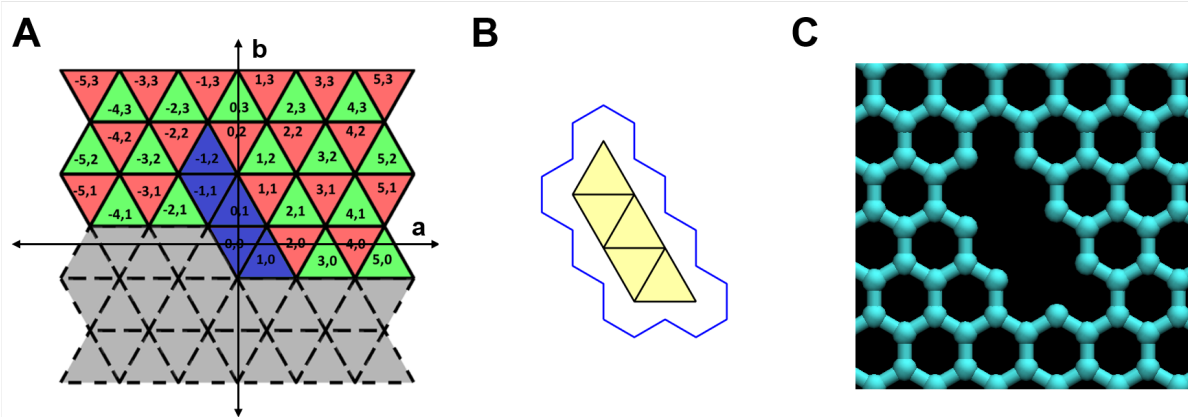 A
B
C
b
-5,3 -3,3 -1,3 1,3 3,3 5,3
-4,3 -2,3 0,3 2,3 4,3
-4,2 -2,2 0,2 2,2 4,2
-5,2 -3,2 -1,2 1,2 3,2 5,2
-5,1 -3,1 -1,1 1,1 3,1 5,1
-4,1 -2,1 0,1 2,1 4,1
a
0,0 2,0 4,0
1,0 3,0 5,0